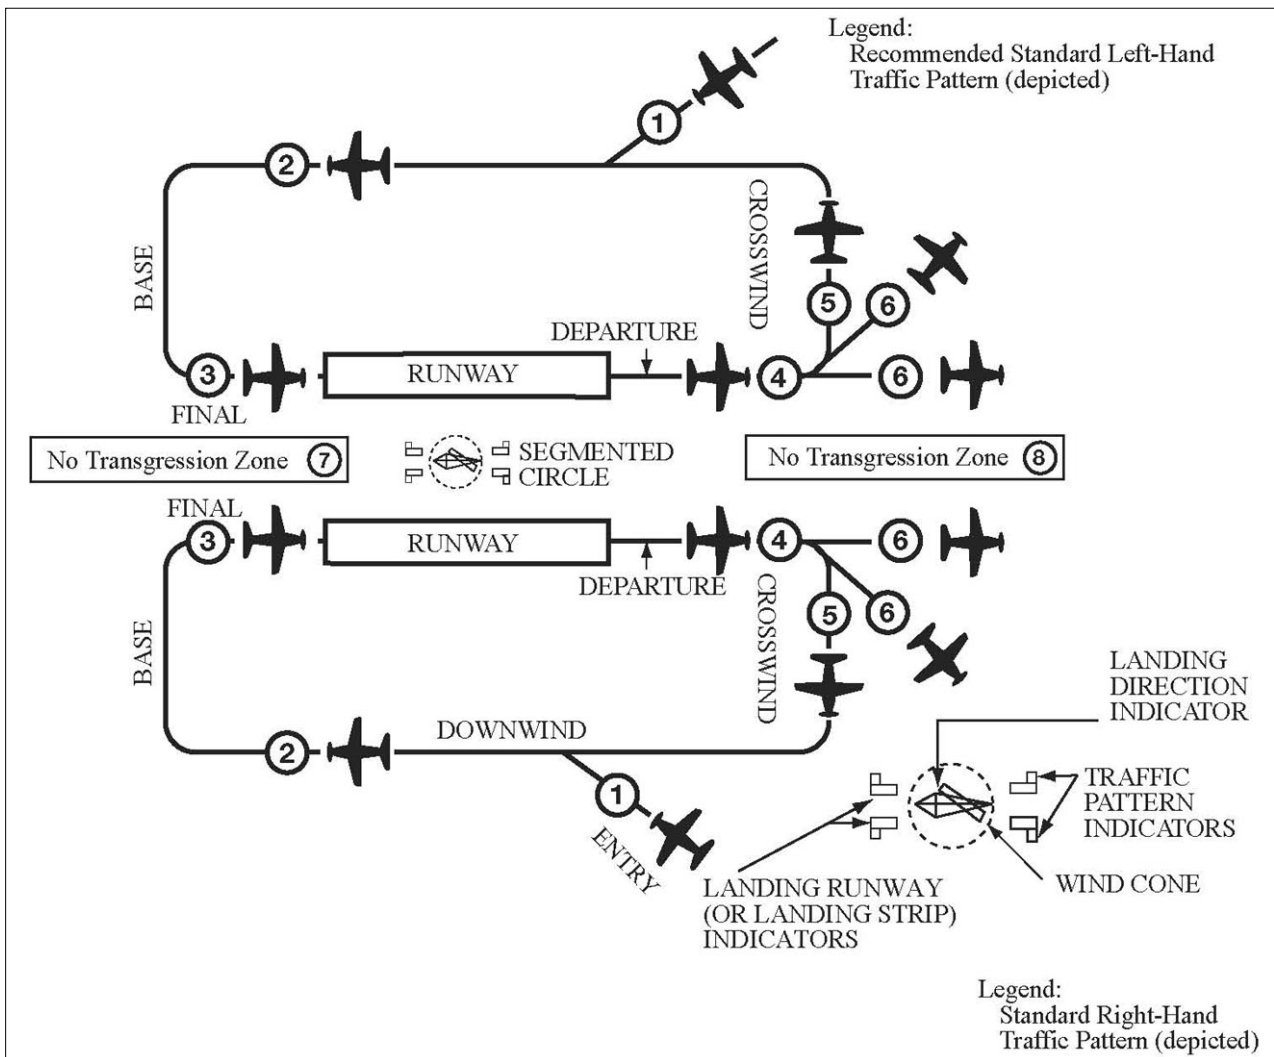 Legend:
Recommended Standard Left-Hand
Traffic Pattern (depicted)
1
2
CROSSWIND
BASE
5
6
DEPARTURE
3
RUNWAY
4
6
FINAL
No Transgression Zone 7
SEGMENTED
CIRCLE
No Transgression Zone 8
FINAL
3
RUNWAY
4
6
DEPARTURE
CROSSWIND
5
6
BASE
2
DOWNWIND
1
ENTRY
LANDING
DIRECTION
INDICATOR
TRAFFIC
PATTERN
INDICATORS
WIND CONE
LANDING RUNWAY
(OR LANDING STRIP)
INDICATORS
Legend:
Standard Right-Hand
Traffic Pattern (depicted)